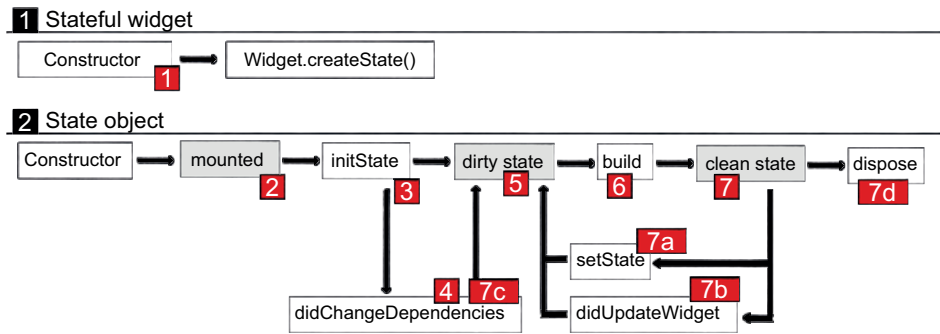 1 Stateful widget
Constructor Widget.createState()
1
2 State object
Constructor mounted initState dirty state build clean state dispose
2 3 5 6 7 7d
7a
setState
4 7c 7b
didChangeDependencies didUpdateWidget